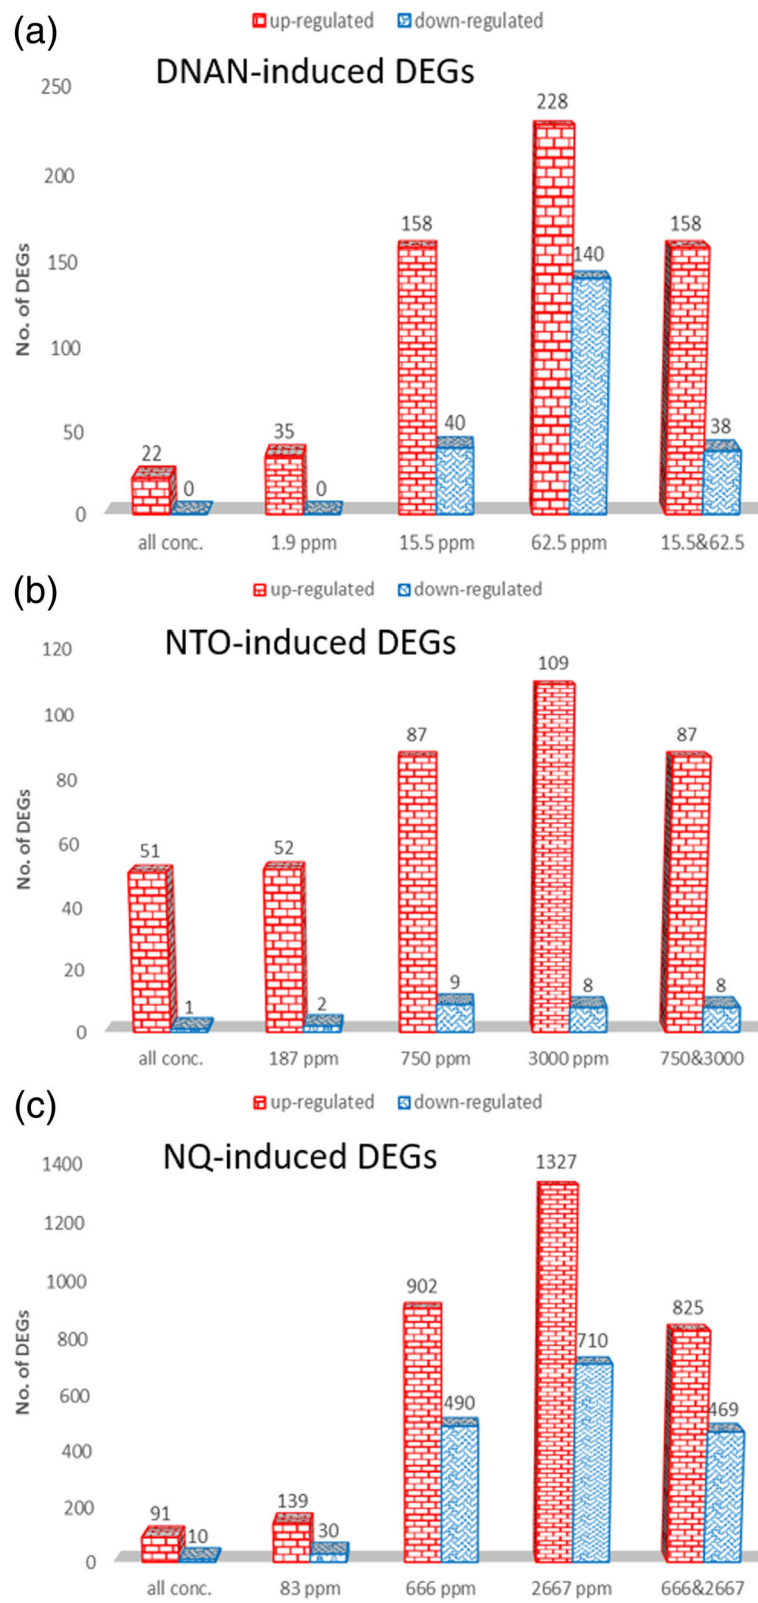 (a)
up-regulated down-regulated
DNAN-induced DEGs
250
200
150
100
50
0
No. of DEGs
22 0 35 0 158 40 228 140 158 38
all conc. 1.9 ppm 15.5 ppm 62.5 ppm 15.5&62.5
(b)
up-regulated down-regulated
NTO-induced DEGs
120
100
80
60
40
20
0
No. of DEGs
51 1 52 2 87 9 109 8 87 8
all conc. 187 ppm 750 ppm 3000 ppm 750&3000
(c)
up-regulated down-regulated
NQ-induced DEGs
1400
1200
1000
800
600
400
200
0
No. of DEGs
91 10 139 30 902 490 1327 710 825 469
all conc. 83 ppm 666 ppm 2667 ppm 666&2667